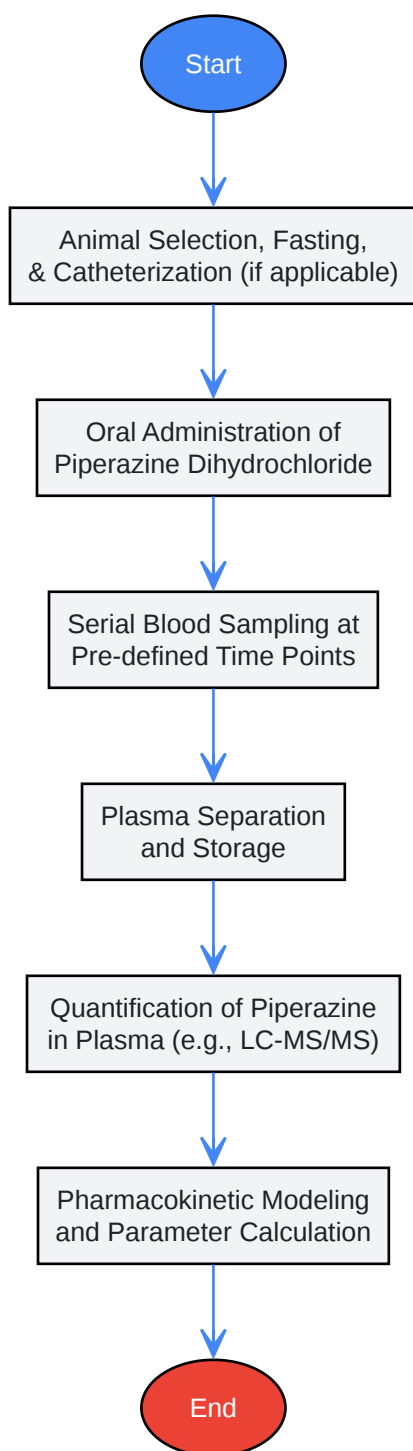 Start
Animal Selection, Fasting,
& Catheterization (if applicable)
Oral Administration of
Piperazine Dihydrochloride
Serial Blood Sampling at
Pre-defined Time Points
Plasma Separation
and Storage
Quantification of Piperazine
in Plasma (e.g., LC-MS/MS)
Pharmacokinetic Modeling
and Parameter Calculation
End